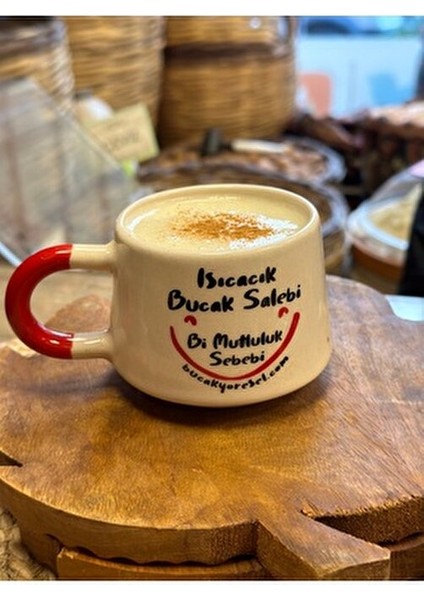 Isıcacık
Bucak Salebi
Bi Mutluluk
Sebebi
bucakyoresel.com